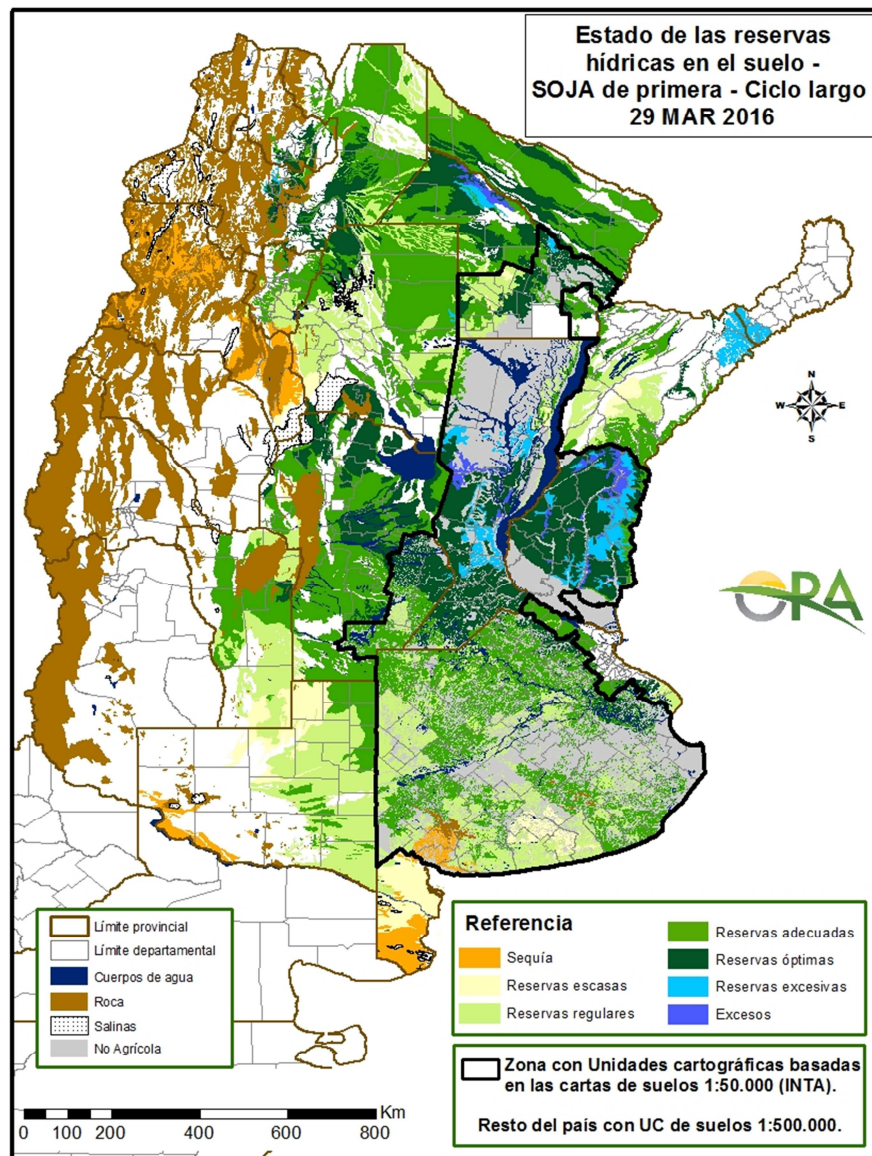 Estado de las reservas
hídricas en el suelo -
SOJA de primera - Ciclo largo
29 MAR 2016
N
W
E
S
ORA
Límite provincial
Límite departamental
Cuerpos de agua
Roca
Salinas
No Agrícola
Referencia
Sequía
Reservas escasas
Reservas regulares
Reservas adecuadas
Reservas óptimas
Reservas excesivas
Excesos
Zona con Unidades cartográficas basadas
en las cartas de suelos 1:50.000 (INTA).
Resto del país con UC de suelos 1:500.000.
Km
0 100 200 400 600 800